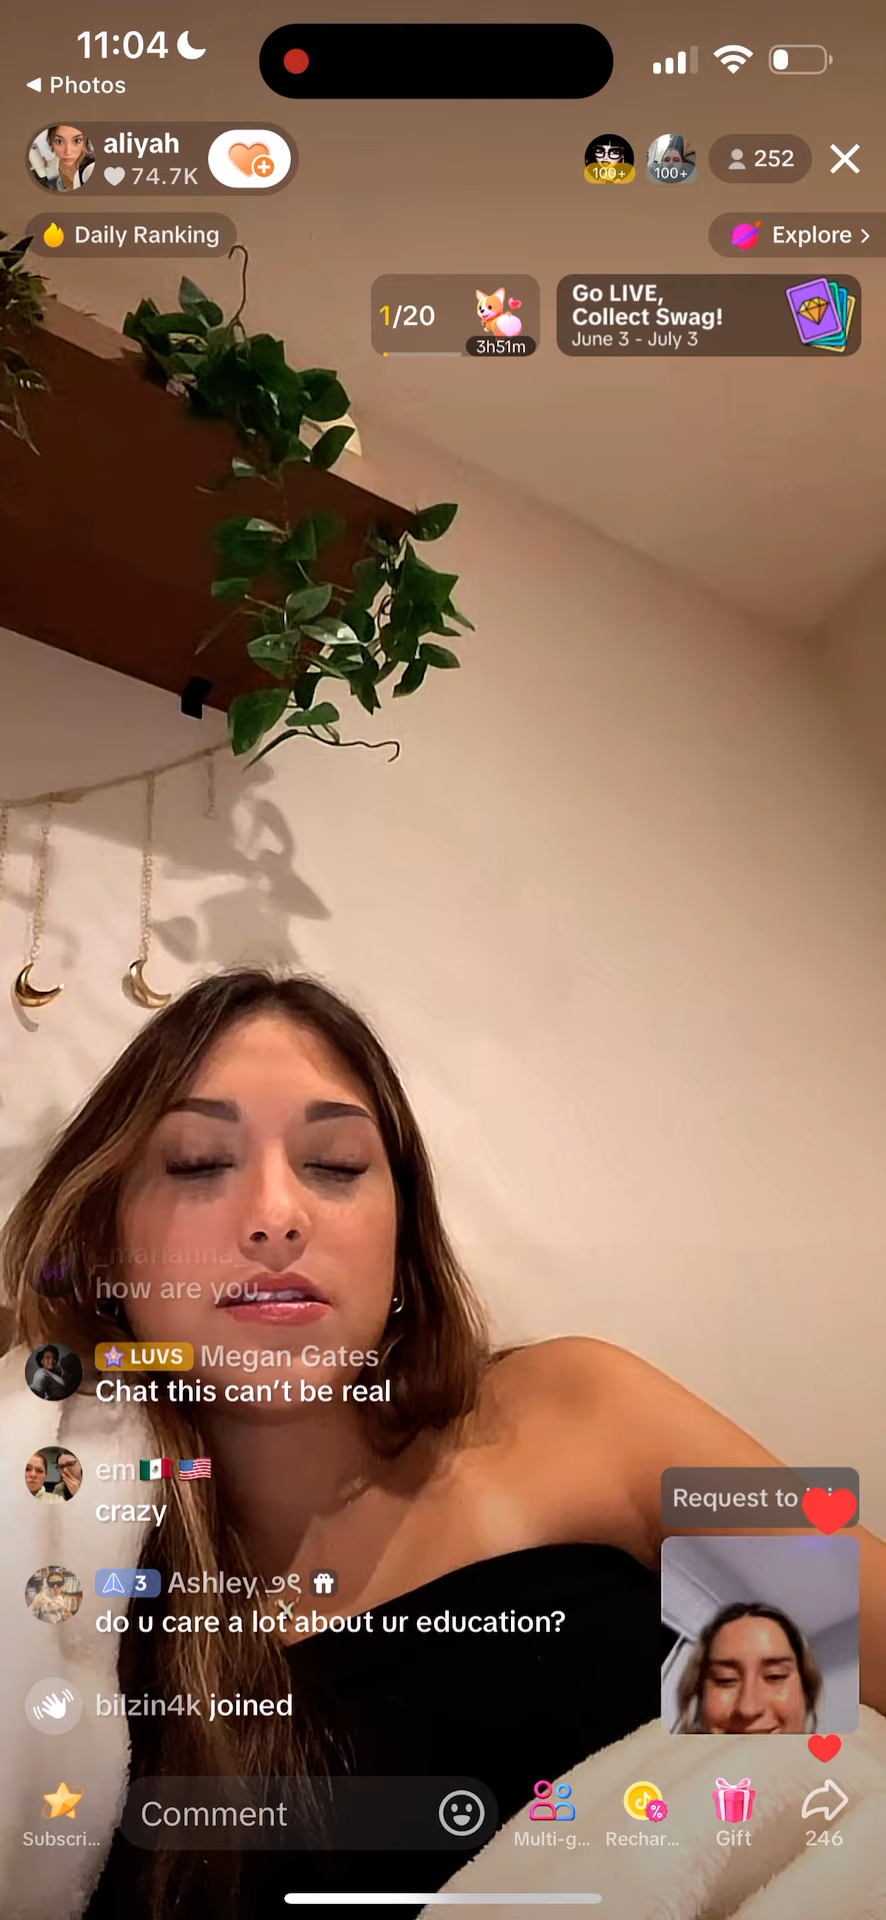 11:04
Photos
aliyah
74.7K
100+
100+
252
Daily Ranking
Explore >
1/20
3h51m
Go LIVE,
Collect Swag!
June 3 - July 3
_marianna_
how are you
LUVS Megan Gates
Chat this can't be real
em🇲🇽🇺🇸
crazy
3 Ashley
do u care a lot about ur education?
bilzin4k joined
Request to
Comment
Subscri...
Multi-g...
Rechar...
Gift
246